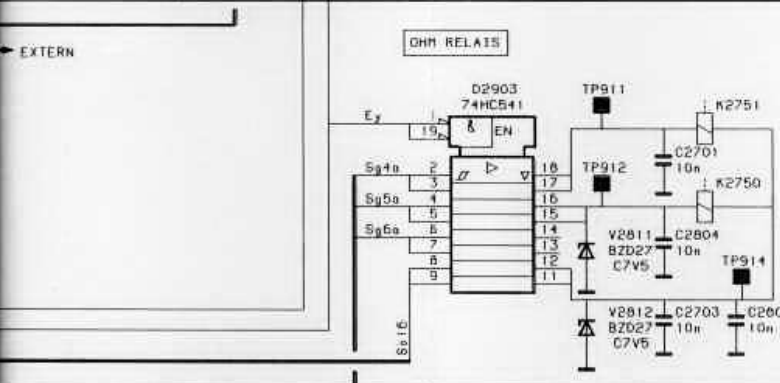 EXTERN
OHM RELAIS
D2903
74HC541
TP911
K2751
1
19
&
EN
C2701
10n
Sg4a
2
3
18
17
TP912
K2750
Sg5a
4
5
16
15
Sg6a
6
7
14
13
V2811
BZD27
C7V5
C2804
10n
8
9
12
11
TP914
V2812
BZD27
C7V5
C2703
10n
10n